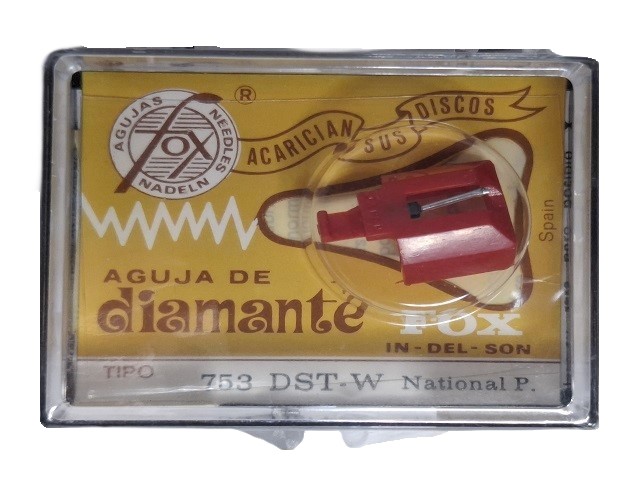 AGUJAS NEEDLES NADELN
FOX
®
ACARICIAN SUS DISCOS
Spain
AGUJA DE
diamante
FOX
IN-DEL-SON
TIPO
753 DST-W National P.